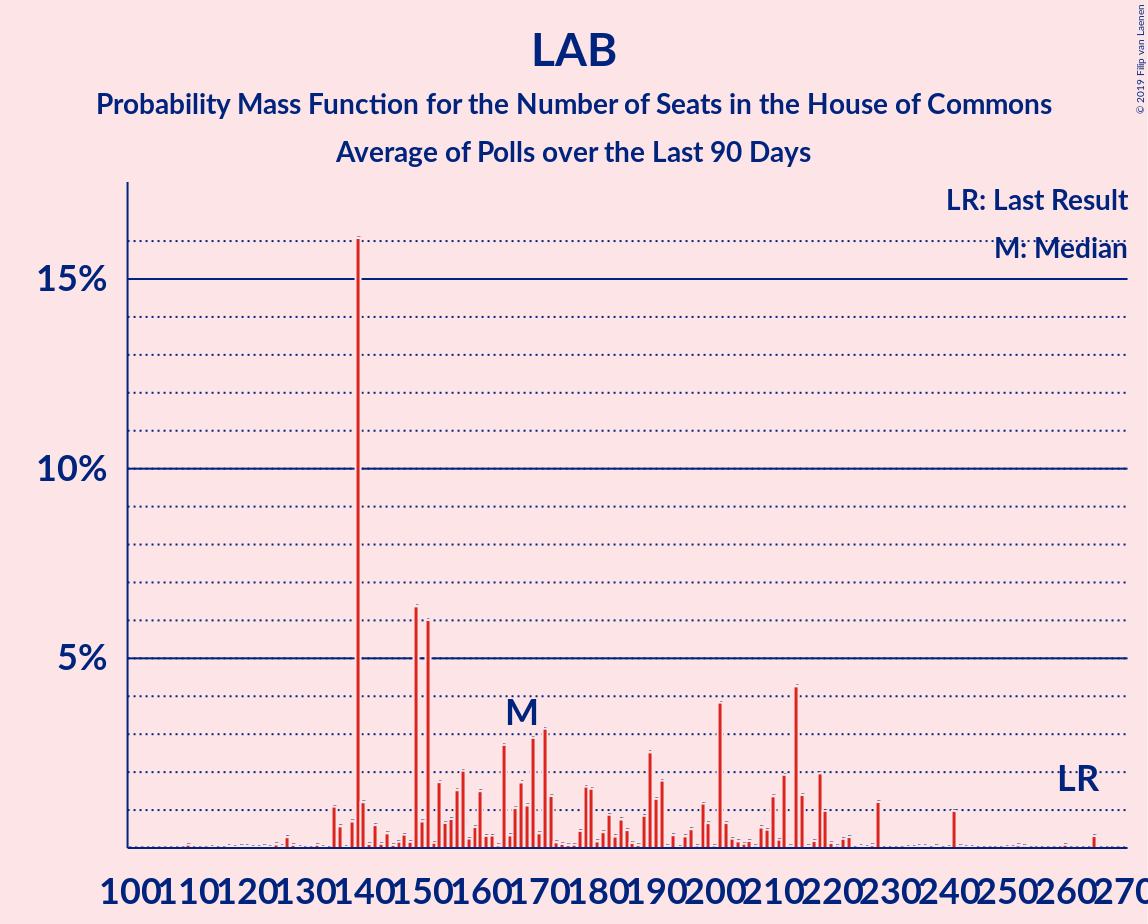 LAB
Probability Mass Function for the Number of Seats in the House of Commons
Average of Polls over the Last 90 Days
© 2019 Filip van Laenen
LR: Last Result
M: Median
15%
10%
5%
M
LR
100 110 120 130 140 150 160 170 180 190 200 210 220 230 240 250 260 270